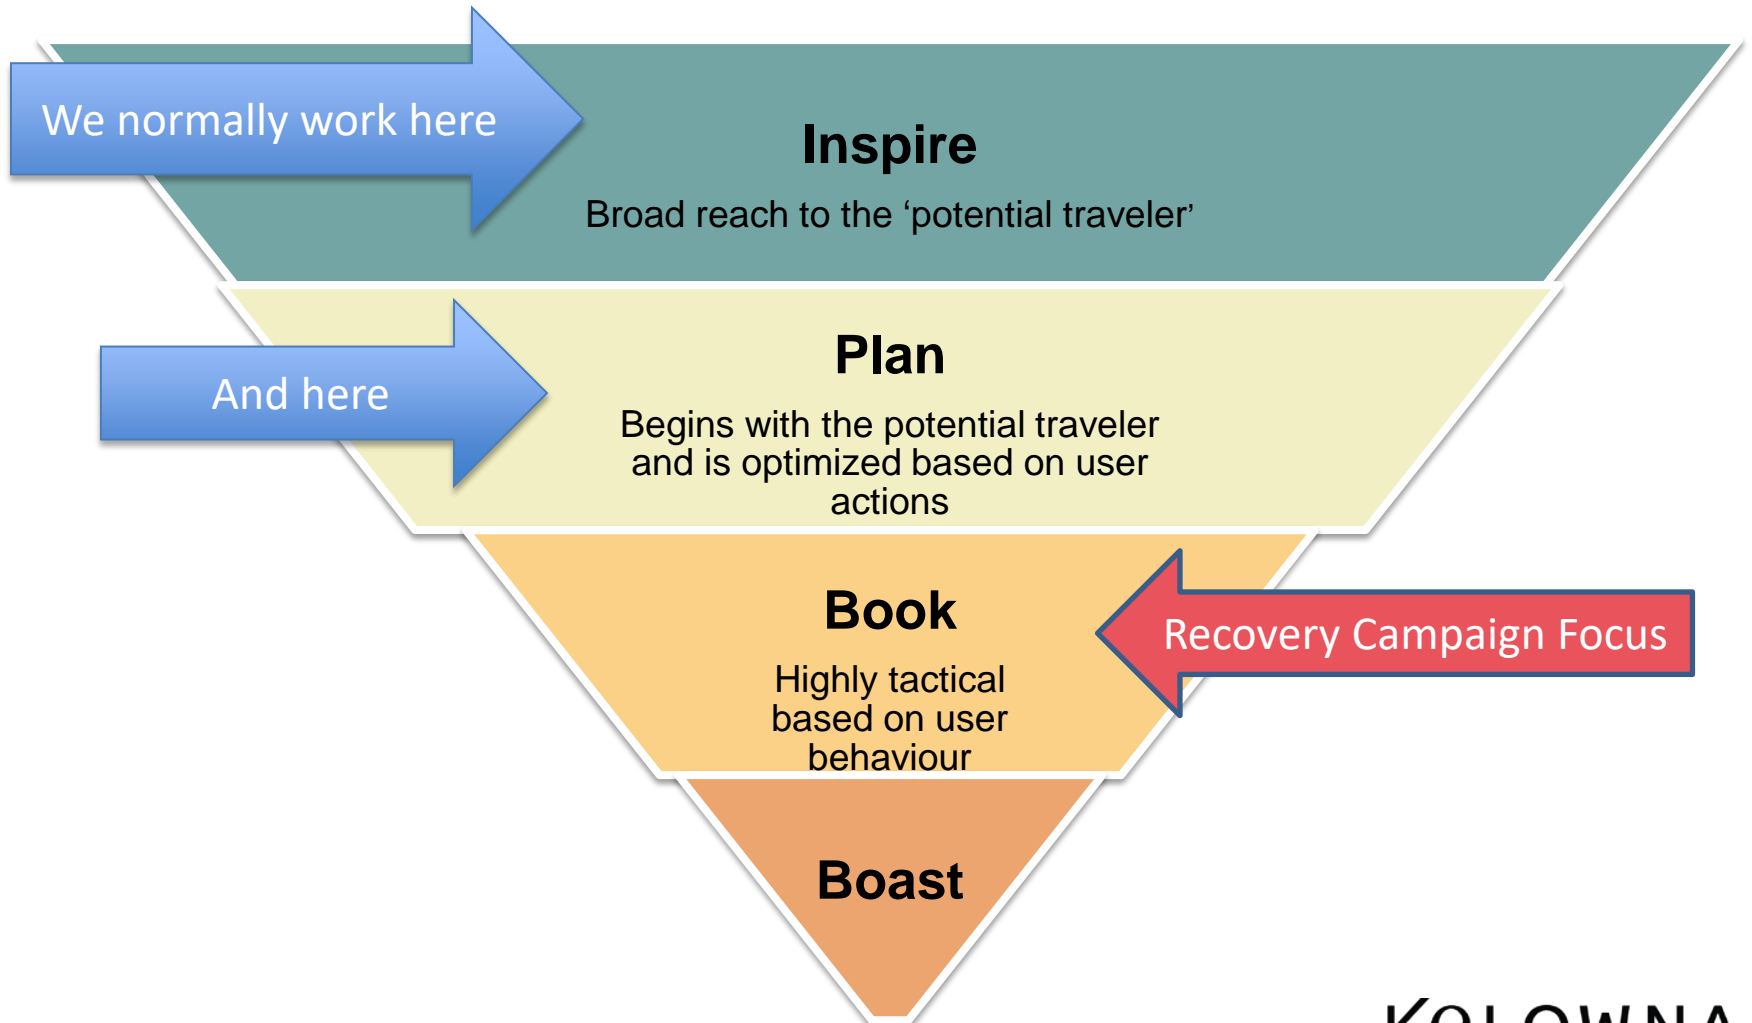 We normally work here
Inspire
Broad reach to the ‘potential traveler’
And here
Plan
Begins with the potential traveler
and is optimized based on user
actions
Book
Recovery Campaign Focus
Highly tactical
based on user
behaviour
Boast
KELOWNA